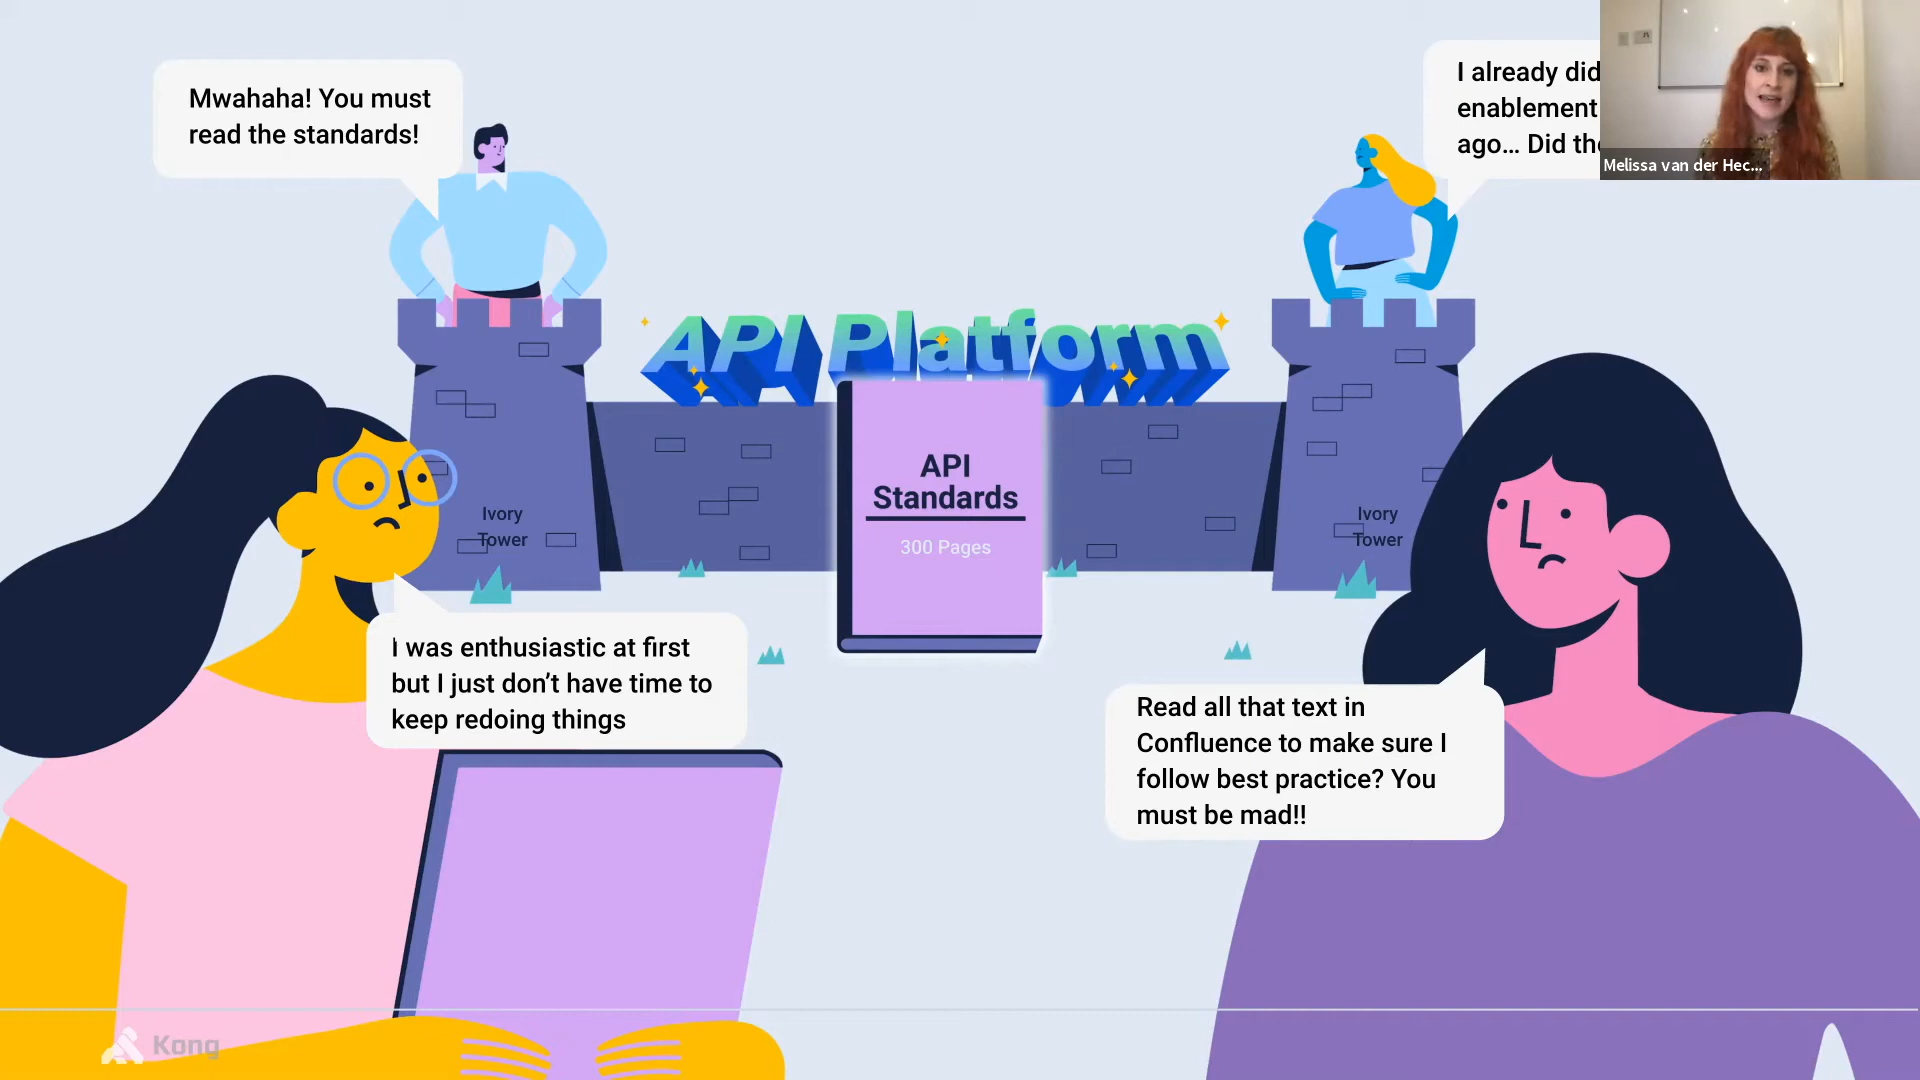 Mwahaha! You must
read the standards!
I already did
enablement
ago... Did
Melissa van der Hec...
API Platform
API
Standards
300 Pages
Ivory
Tower
Ivory
Tower
I was enthusiastic at first
but I just don’t have time to
keep redoing things
Read all that text in
Confluence to make sure I
follow best practice? You
must be mad!!
Kong